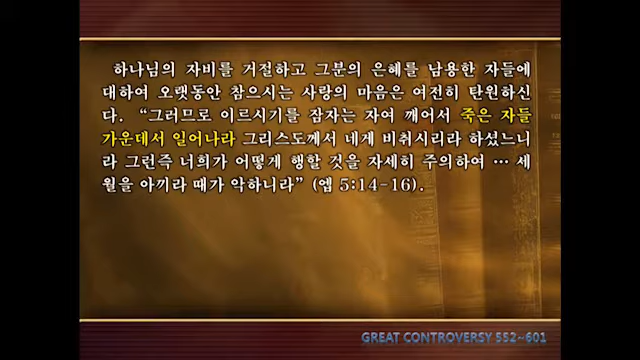 하나님의 자비를 거절하고 그분의 은혜를 남용한 자들에
대하여 오랫동안 참으시는 사랑의 마음은 여전히 탄원하신
다. “그러므로 이르시기를 잠자는 자여 깨어서 죽은 자들
가운데서 일어나라 그리스도께서 네게 비취시리라 하셨느니
라 그런즉 너희가 어떻게 행할 것을 자세히 주의하여 … 세
월을 아끼라 때가 악하니라” (엡 5:14-16).
GREAT CONTROVERSY 552~601